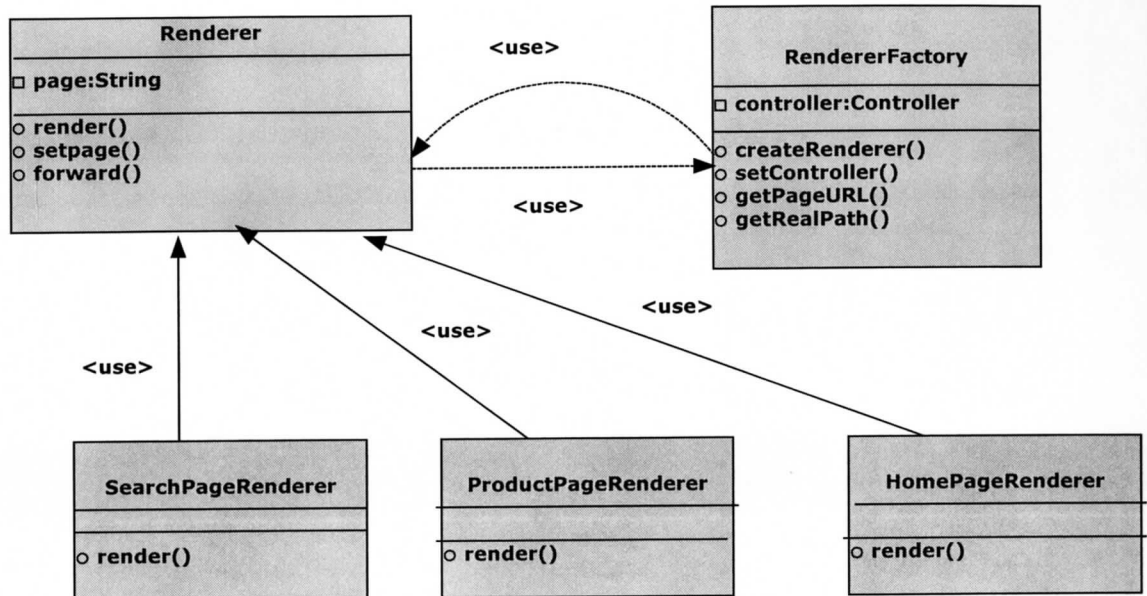 Renderer
page:String
render()
setpage()
forward()
<use>
<use>
RendererFactory
controller:Controller
createRenderer()
setController()
getPageURL()
getRealPath()
<use>
<use>
<use>
SearchPageRenderer
render()
ProductPageRenderer
render()
HomePageRenderer
render()